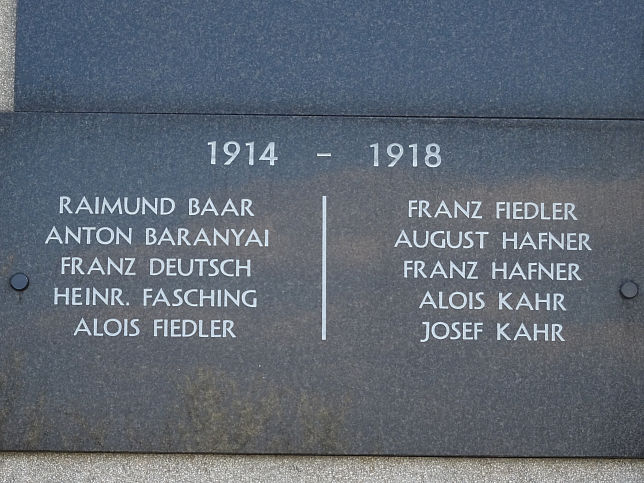 1914 - 1918
RAIMUND BAAR
ANTON BARANYAI
FRANZ DEUTSCH
HEINR. FASCHING
ALOIS FIEDLER
FRANZ FIEDLER
AUGUST HAFNER
FRANZ HAFNER
ALOIS KAHR
JOSEF KAHR